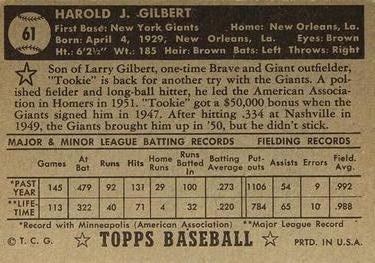 61
HAROLD J. GILBERT
First Base: New York Giants Home: New Orleans, La.
Born: April 4, 1929, New Orleans, La. Eyes: Brown
Ht.: 6'2½" Wt.: 185 Hair: Brown Bats: Left Throws: Right
Son of Larry Gilbert, one-time Brave and Giant outfielder,
"Tookie" is back for another try with the Giants. A pol-
ished fielder and long-ball hitter, he led the American Associa-
tion in Homers in 1951. "Tookie" got a $50,000 bonus when the
Giants signed him in 1947. After hitting .334 at Nashville in
1949, the Giants brought him up in '50, but he didn't stick.
MAJOR & MINOR LEAGUE BATTING RECORDS FIELDING RECORDS
Games At Bat Runs Hits Home Runs Runs Batted In Batting Average Put-outs Assists Errors Field. Avg.
*PAST YEAR 145 479 92 131 29 100 .273 1106 54 9 .992
**LIFE-TIME 113 322 40 71 4 32 .220 784 65 10 .988
*Record with Minneapolis (American Association) **Major League Record
© T. C. G. TOPPS BASEBALL PRTD. IN U.S.A.